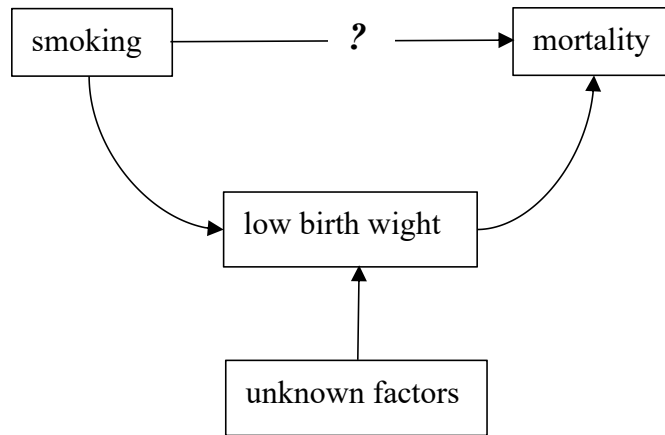 smoking
?
mortality
low birth wight
unknown factors